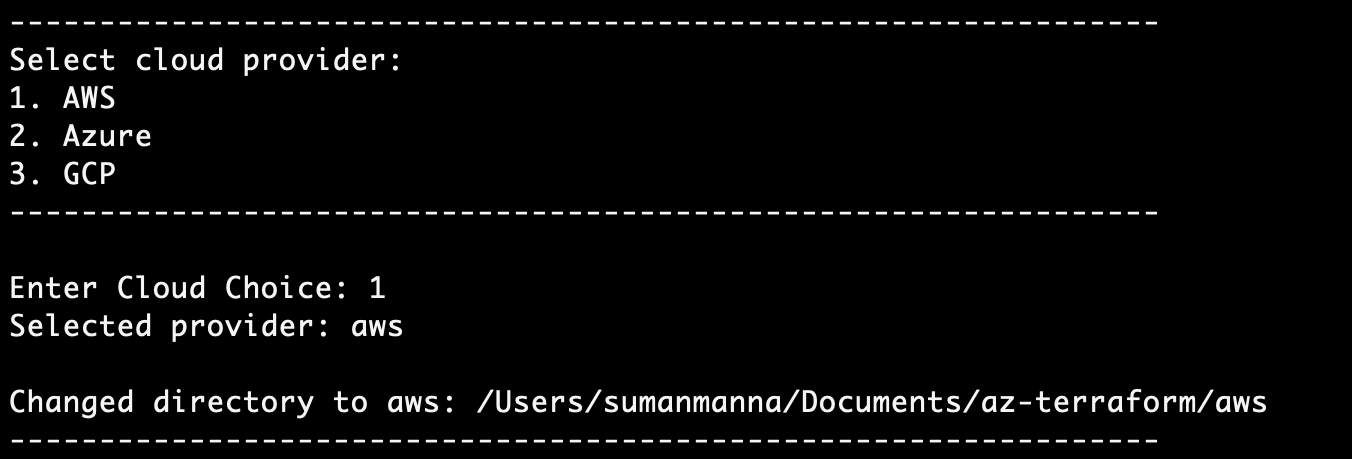 ----------------------------------------------------------------
Select cloud provider:
1. AWS
2. Azure
3. GCP
----------------------------------------------------------------
Enter Cloud Choice: 1
Selected provider: aws
Changed directory to aws: /Users/sumanmanna/Documents/az-terraform/aws
----------------------------------------------------------------